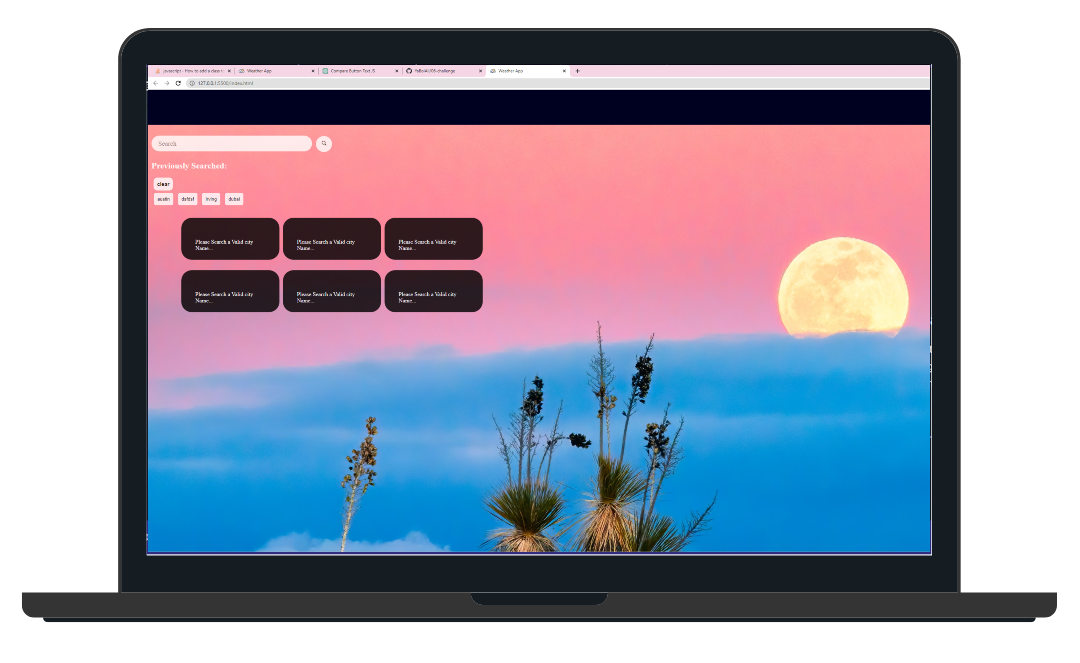 Javascript - How to add a clear t
Weather App
Compare Button Text JS
Weather App
127.0.0.1:5500/index.html
Search
Previously Searched:
clear
austin dsfdsf irving dubai
Please Search a Valid city
Name...
Please Search a Valid city
Name...
Please Search a Valid city
Name...
Please Search a Valid city
Name...
Please Search a Valid city
Name...
Please Search a Valid city
Name...